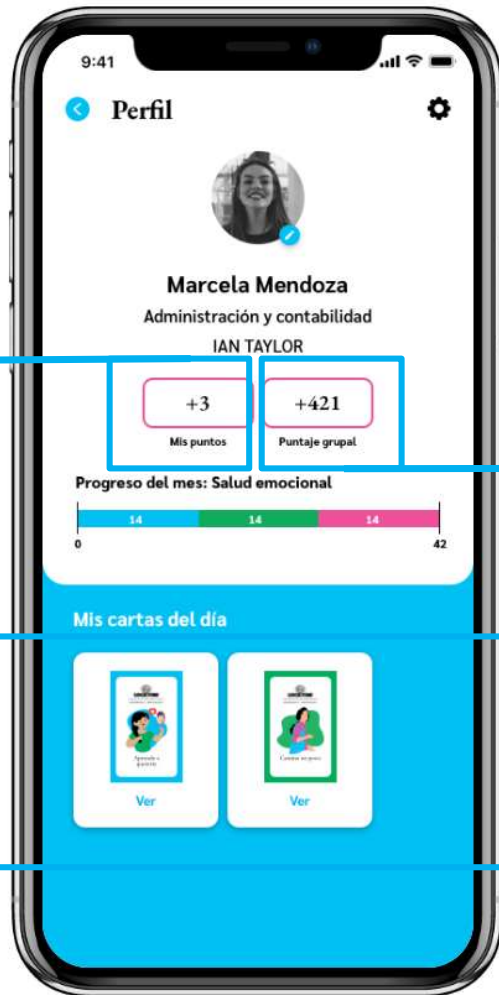 9:41
Perfil
Marcela Mendoza
Administración y contabilidad
IAN TAYLOR
+3
+421
Mis puntos
Puntaje grupal
Progreso del mes: Salud emocional
14
14
14
0
42
Mis cartas del día
Ver
Ver